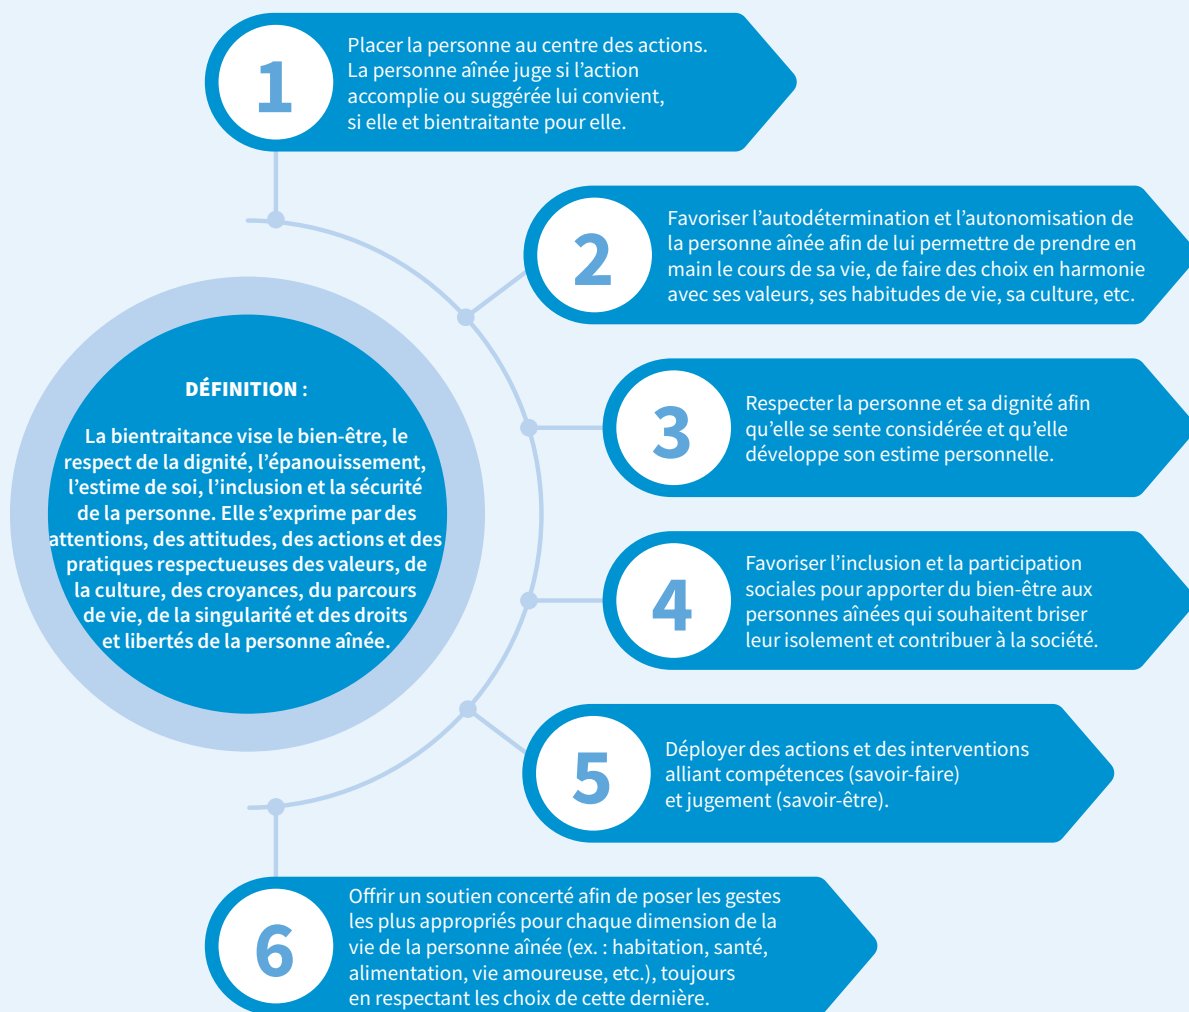 1
Placer la personne au centre des actions.
La personne aînée juge si l'action
accomplie ou suggérée lui convient,
si elle et bientraitante pour elle.
2
Favoriser l'autodétermination et l'autonomisation de
la personne aînée afin de lui permettre de prendre en
main le cours de sa vie, de faire des choix en harmonie
avec ses valeurs, ses habitudes de vie, sa culture, etc.
DÉFINITION :
La bientraitance vise le bien-être, le
respect de la dignité, l'épanouissement,
l'estime de soi, l'inclusion et la sécurité
de la personne. Elle s'exprime par des
attentions, des attitudes, des actions et des
pratiques respectueuses des valeurs, de
la culture, des croyances, du parcours
de vie, de la singularité et des droits
et libertés de la personne aînée.
3
Respecter la personne et sa dignité afin
qu'elle se sente considérée et qu'elle
développe son estime personnelle.
4
Favoriser l'inclusion et la participation
sociales pour apporter du bien-être aux
personnes aînées qui souhaitent briser
leur isolement et contribuer à la société.
5
Déployer des actions et des interventions
alliant compétences (savoir-faire)
et jugement (savoir-être).
6
Offrir un soutien concerté afin de poser les gestes
les plus appropriés pour chaque dimension de la
vie de la personne aînée (ex. : habitation, santé,
alimentation, vie amoureuse, etc.), toujours
en respectant les choix de cette dernière.